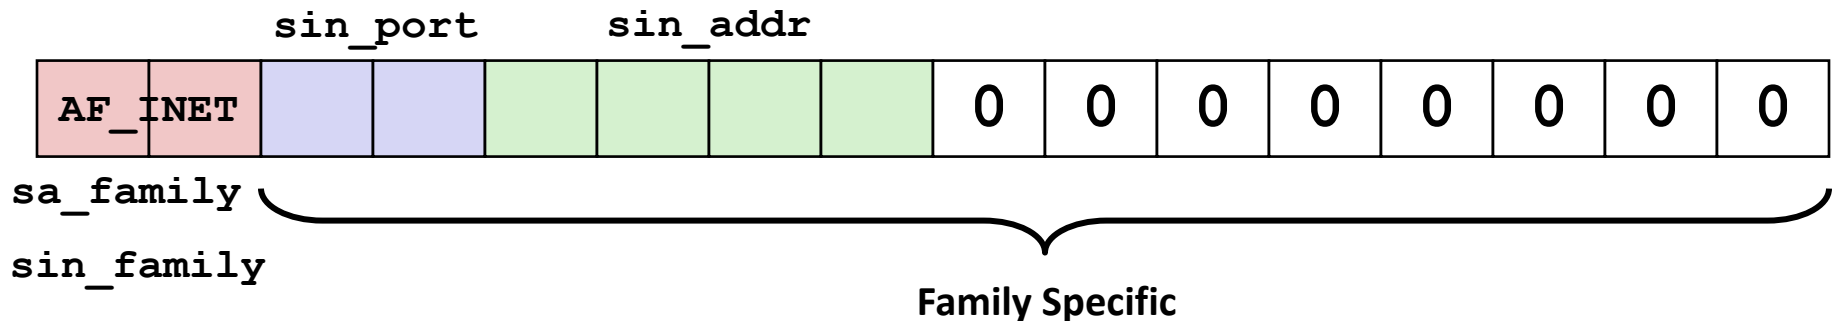 sin_port sin_addr
AF_INET 0 0 0 0 0 0 0 0
sa_family
sin_family
Family Specific